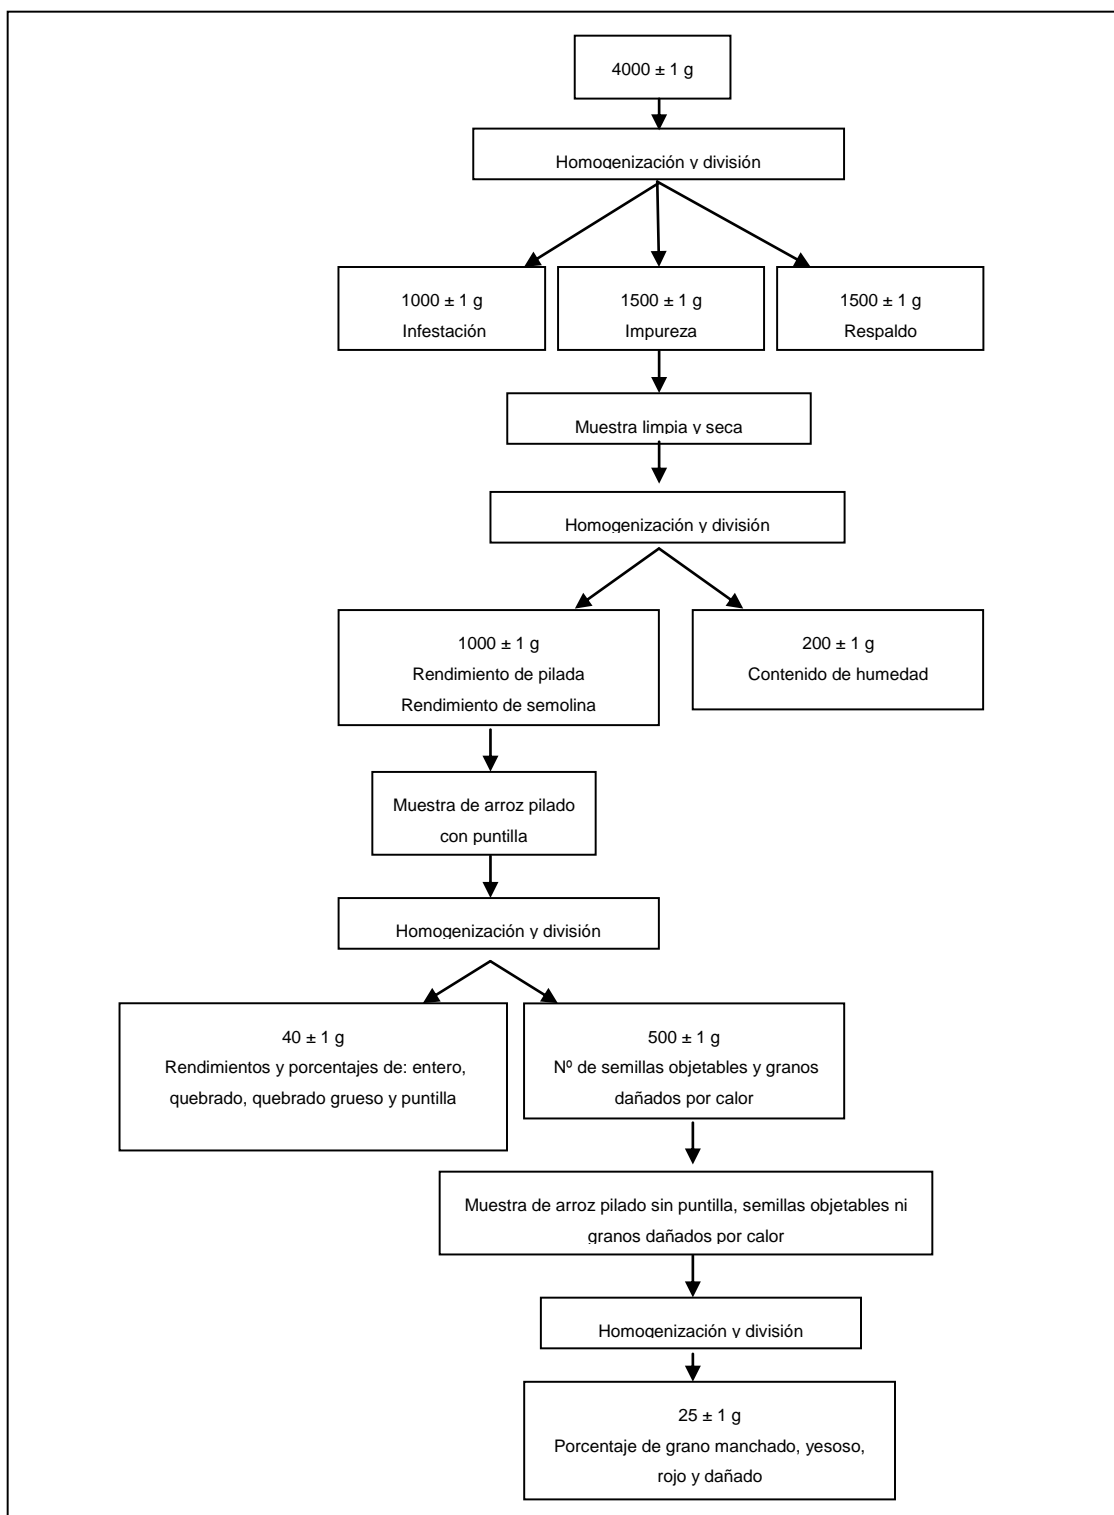 4000 ± 1 g
Homogenización y división
1000 ± 1 g
Infestación
1500 ± 1 g
Impureza
1500 ± 1 g
Respaldo
Muestra limpia y seca
Homogenización y división
1000 ± 1 g
Rendimiento de pilada
Rendimiento de semolina
200 ± 1 g
Contenido de humedad
Muestra de arroz pilado
con puntilla
Homogenización y división
40 ± 1 g
Rendimientos y porcentajes de: entero,
quebrado, quebrado grueso y puntilla
500 ± 1 g
Nº de semillas objetables y granos
dañados por calor
Muestra de arroz pilado sin puntilla, semillas objetables ni
granos dañados por calor
Homogenización y división
25 ± 1 g
Porcentaje de grano manchado, yesoso,
rojo y dañado